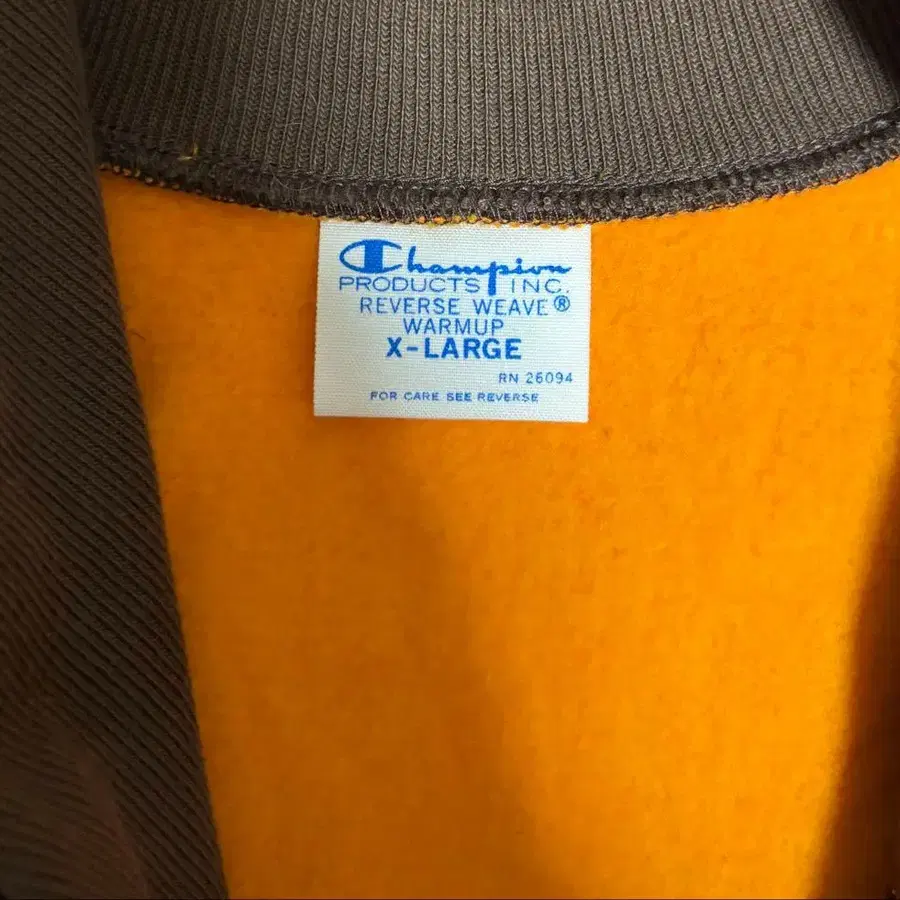 Champion
PRODUCTS INC.
REVERSE WEAVE®
WARMUP
X-LARGE
RN 26094
FOR CARE SEE REVERSE